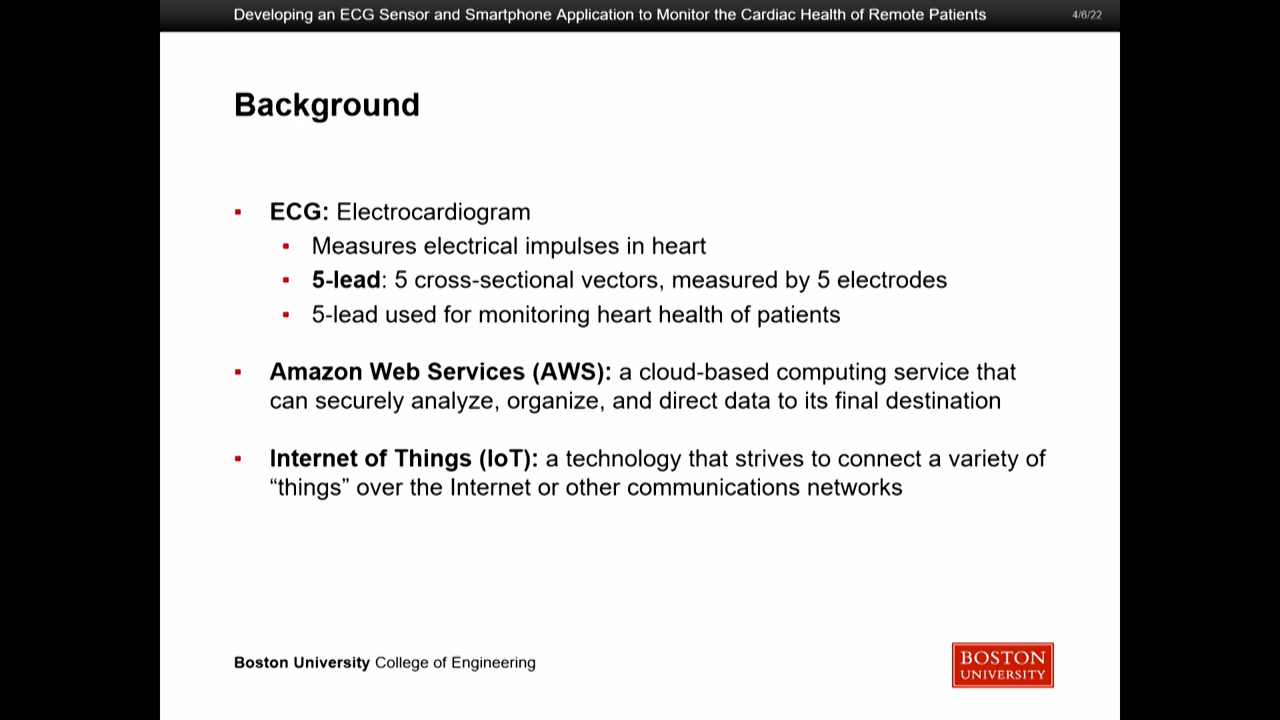 Developing an ECG Sensor and Smartphone Application to Monitor the Cardiac Health of Remote Patients
4/6/22
Background
▪ ECG: Electrocardiogram
▪ Measures electrical impulses in heart
▪ 5-lead: 5 cross-sectional vectors, measured by 5 electrodes
▪ 5-lead used for monitoring heart health of patients
▪ Amazon Web Services (AWS): a cloud-based computing service that
can securely analyze, organize, and direct data to its final destination
▪ Internet of Things (IoT): a technology that strives to connect a variety of
“things” over the Internet or other communications networks
Boston University College of Engineering
BOSTON
UNIVERSITY